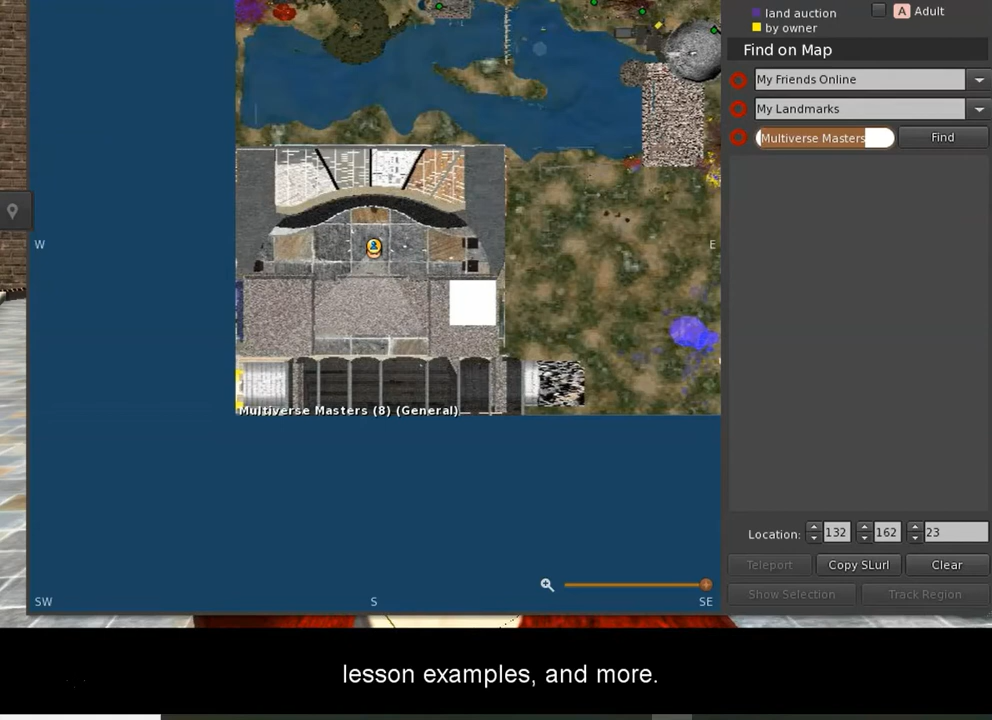 land auction
A Adult
by owner
Find on Map
My Friends Online
My Landmarks
Multiverse Masters Find
W
E
Multiverse Masters (8) (General)
Location: 132 162 23
Teleport Copy SLurl Clear
Show Selection Track Region
SW S SE
lesson examples, and more.